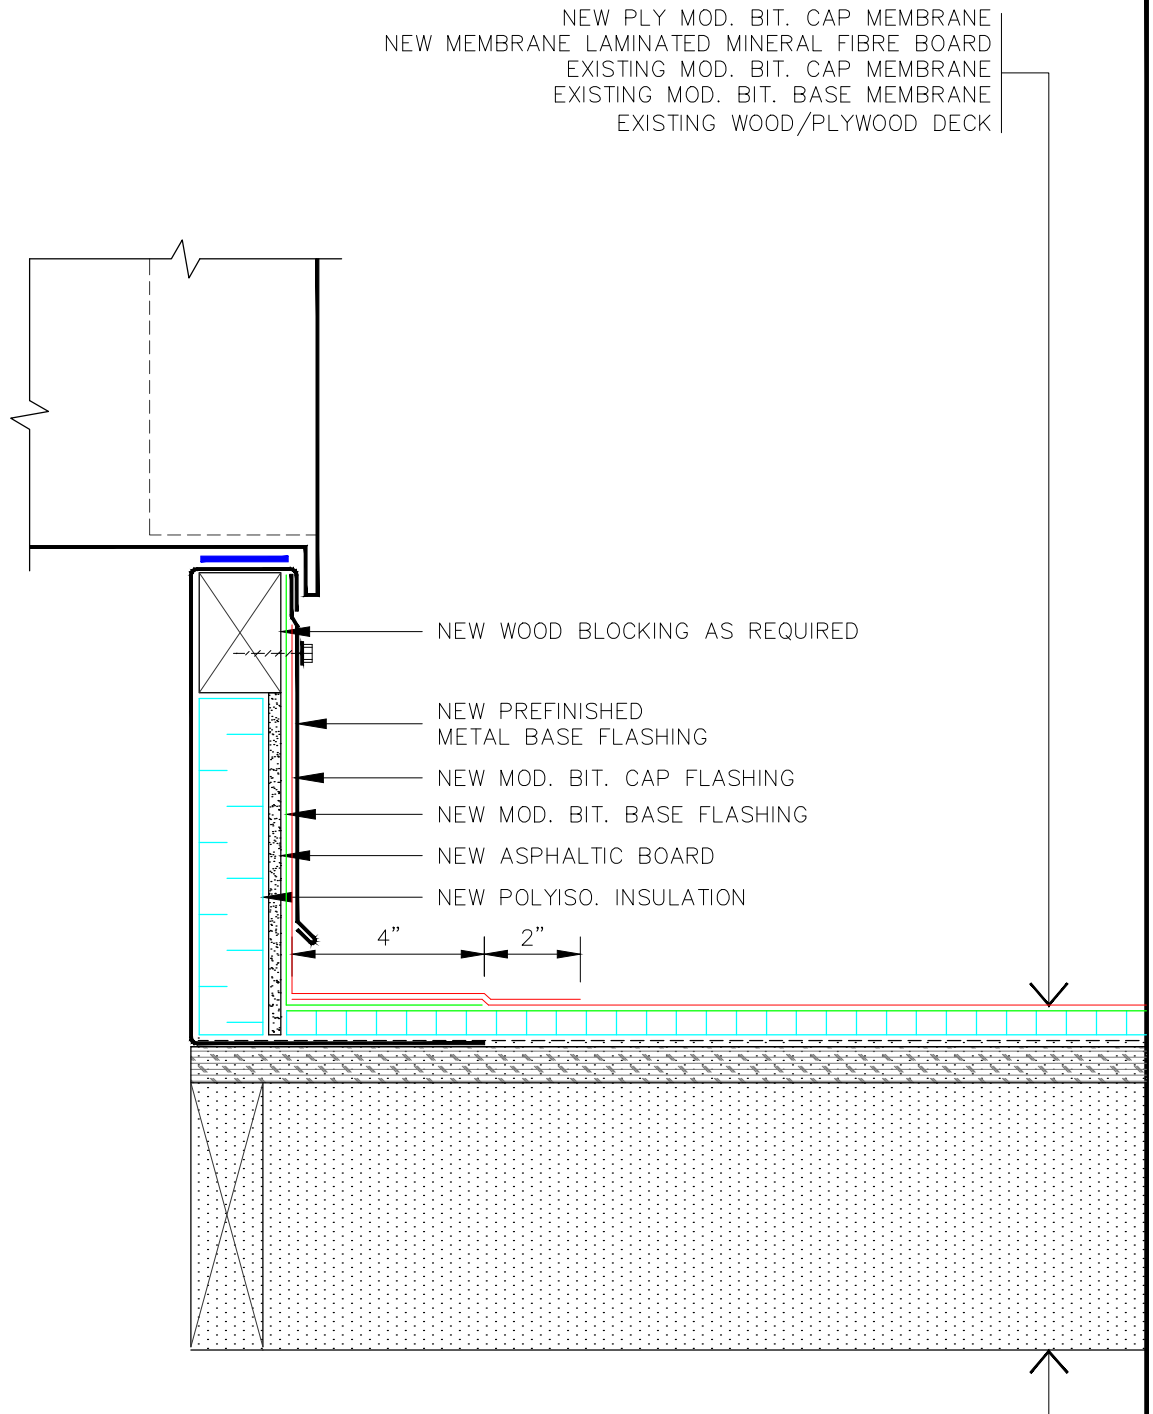 NEW PLY MOD. BIT. CAP MEMBRANE
NEW MEMBRANE LAMINATED MINERAL FIBRE BOARD
EXISTING MOD. BIT. CAP MEMBRANE
EXISTING MOD. BIT. BASE MEMBRANE
EXISTING WOOD/PLYWOOD DECK
NEW WOOD BLOCKING AS REQUIRED
NEW PREFINISHED
METAL BASE FLASHING
NEW MOD. BIT. CAP FLASHING
NEW MOD. BIT. BASE FLASHING
NEW ASPHALTIC BOARD
NEW POLYISO. INSULATION
4” 2”